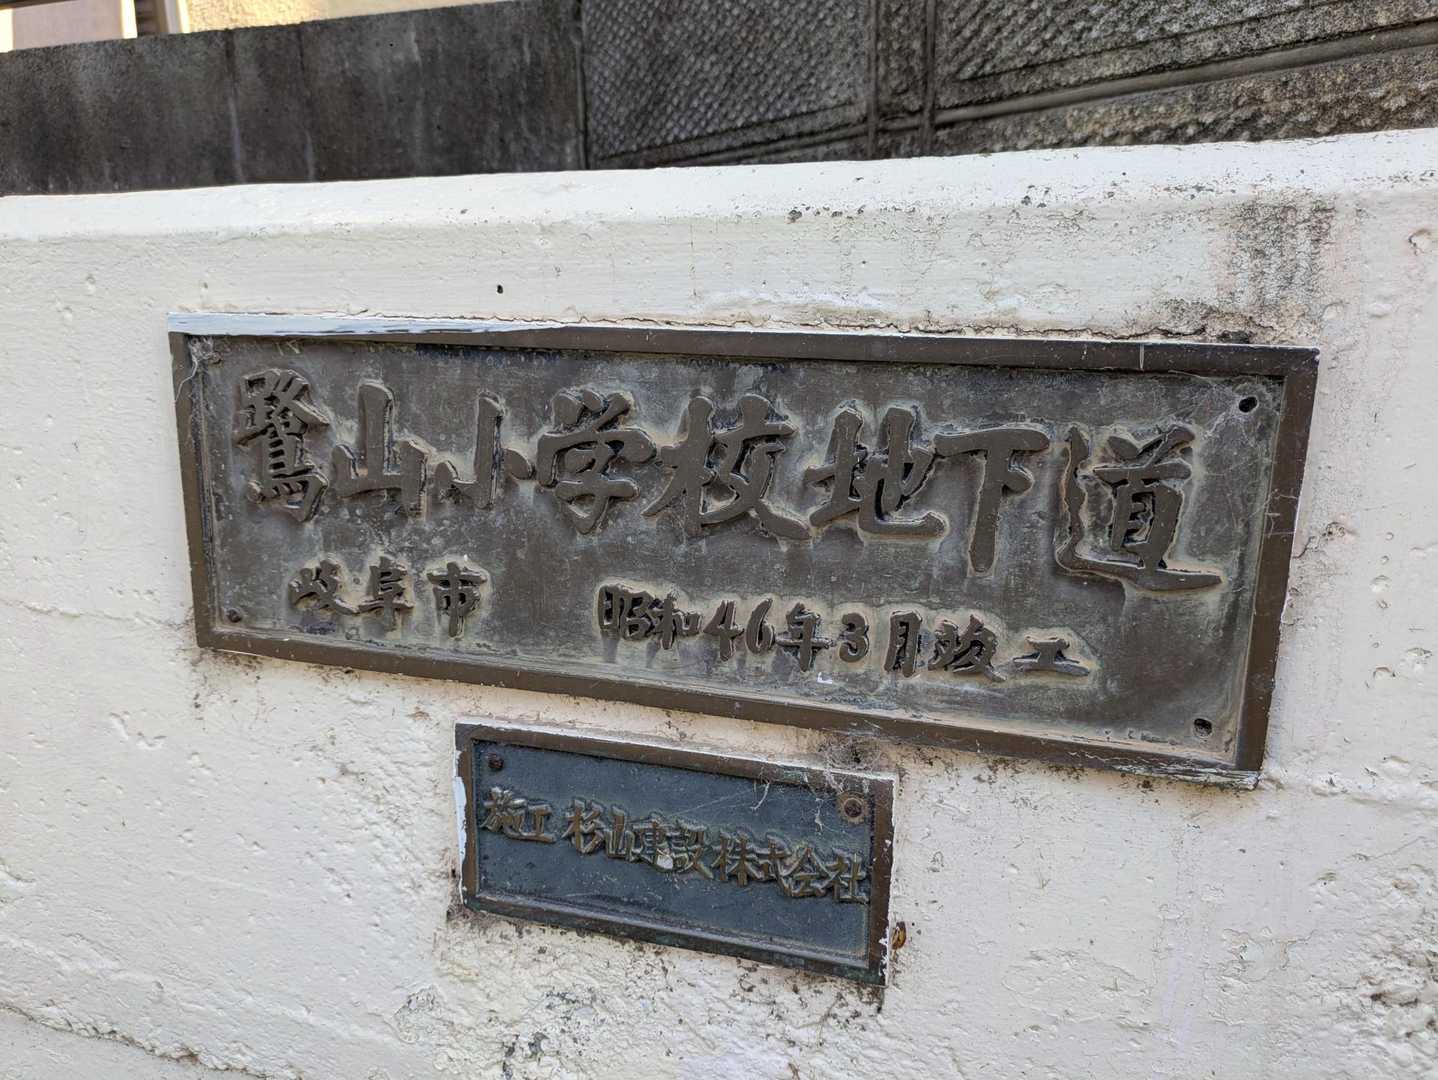 鷺山小学校地下道
岐阜市 昭和46年3月竣工
施工 杉山建設株式会社